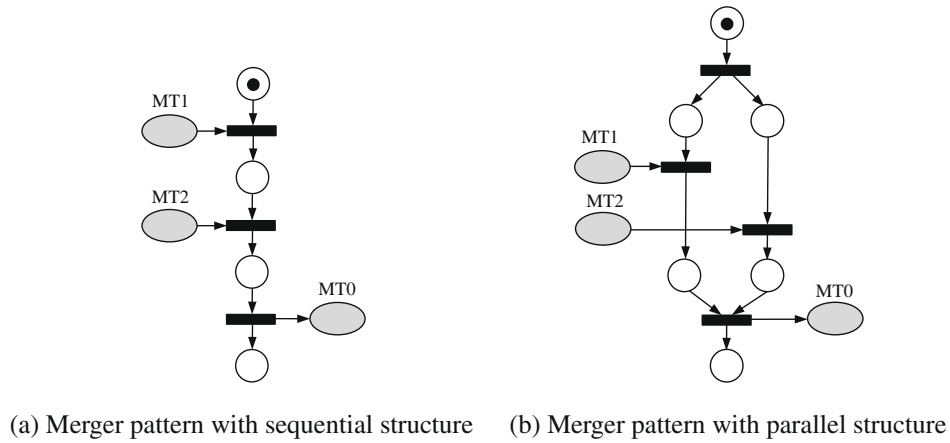 MT1
MT2
MT0
MT1
MT2
MT0
(a) Merger pattern with sequential structure
(b) Merger pattern with parallel structure